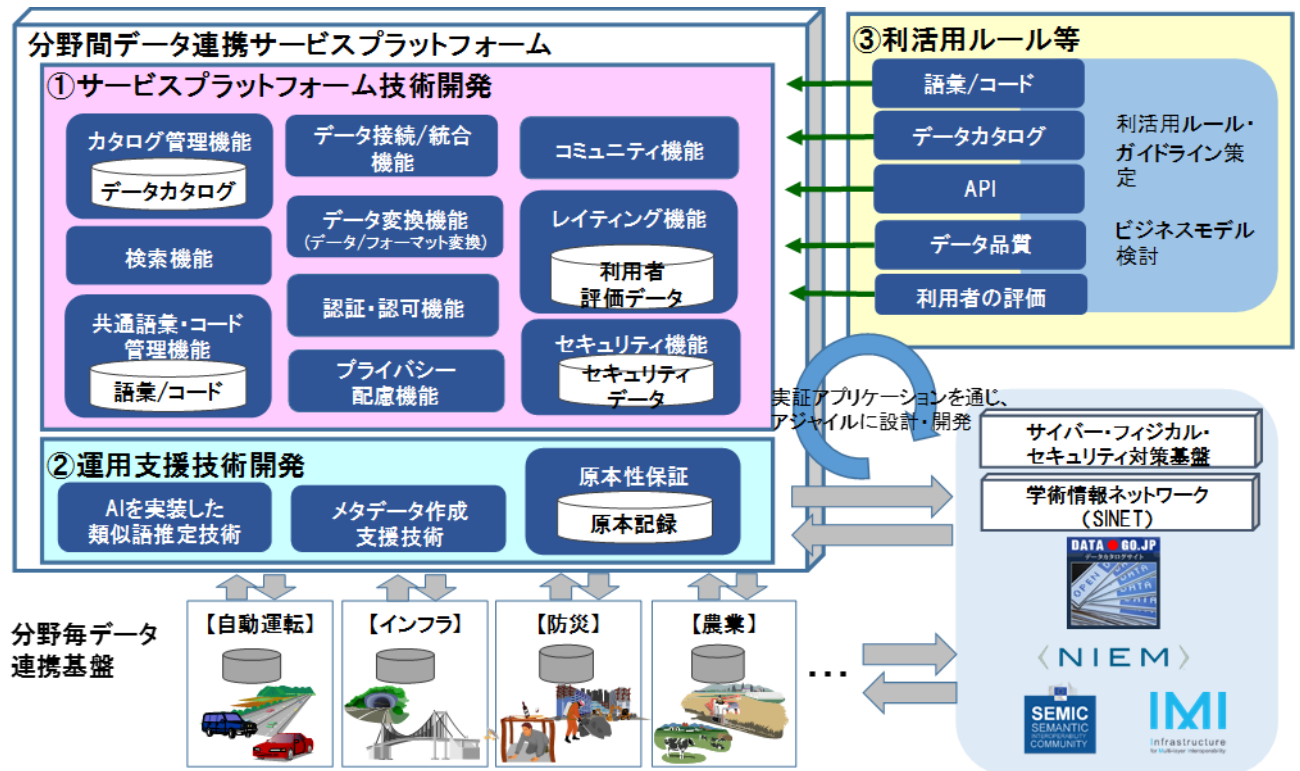 分野間データ連携サービスプラットフォーム
①サービスプラットフォーム技術開発
カタログ管理機能
データカタログ
検索機能
共通語彙・コード
管理機能
語彙/コード
データ接続/統合
機能
データ変換機能
(データ/フォーマット変換)
認証・認可機能
プライバシー
配慮機能
コミュニティ機能
レイティング機能
利用者
評価データ
セキュリティ機能
セキュリティ
データ
②運用支援技術開発
AIを実装した
類似語推定技術
メタデータ作成
支援技術
原本性保証
原本記録
③利活用ルール等
語彙/コード
データカタログ
API
データ品質
利用者の評価
利活用ルール・
ガイドライン策
定
ビジネスモデル
検討
実証アプリケーションを通じ、
アジャイルに設計・開発
サイバー・フィジカル・
セキュリティ対策基盤
学術情報ネットワーク
（SINET）
DATA GO.JP
データカタログサイト
OPEN DATA
DATA
NIEM
SEMIC
SEMANTIC
INTEROPERABILITY
COMMUNITY
IMI
Infrastructure
for Multi-layer Interoperability
分野毎データ
連携基盤
【自動運転】
【インフラ】
【防災】
【農業】
...